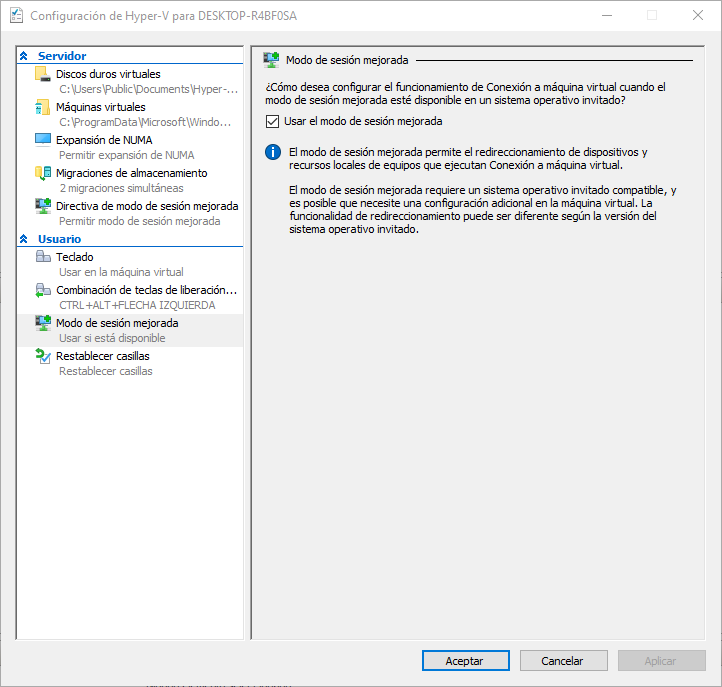 Configuración de Hyper-V para DESKTOP-R4BF0SA
Servidor
Discos duros virtuales
C:\Users\Public\Documents\Hyper-...
Máquinas virtuales
C:\ProgramData\Microsoft\Windo...
Expansión de NUMA
Permitir expansión de NUMA
Migraciones de almacenamiento
2 migraciones simultáneas
Directiva de modo de sesión mejorada
Permitir modo de sesión mejorada
Usuario
Teclado
Usar en la máquina virtual
Combinación de teclas de liberación...
CTRL+ALT+FLECHA IZQUIERDA
Modo de sesión mejorada
Usar si está disponible
Restablecer casillas
Restablecer casillas
Modo de sesión mejorada
¿Cómo desea configurar el funcionamiento de Conexión a máquina virtual cuando el
modo de sesión mejorada esté disponible en un sistema operativo invitado?
Usar el modo de sesión mejorada
El modo de sesión mejorada permite el redireccionamiento de dispositivos y
recursos locales de equipos que ejecutan Conexión a máquina virtual.
El modo de sesión mejorada requiere un sistema operativo invitado compatible, y
es posible que necesite una configuración adicional en la máquina virtual. La
funcionalidad de redireccionamiento puede ser diferente según la versión del
sistema operativo invitado.
Aceptar
Cancelar
Aplicar